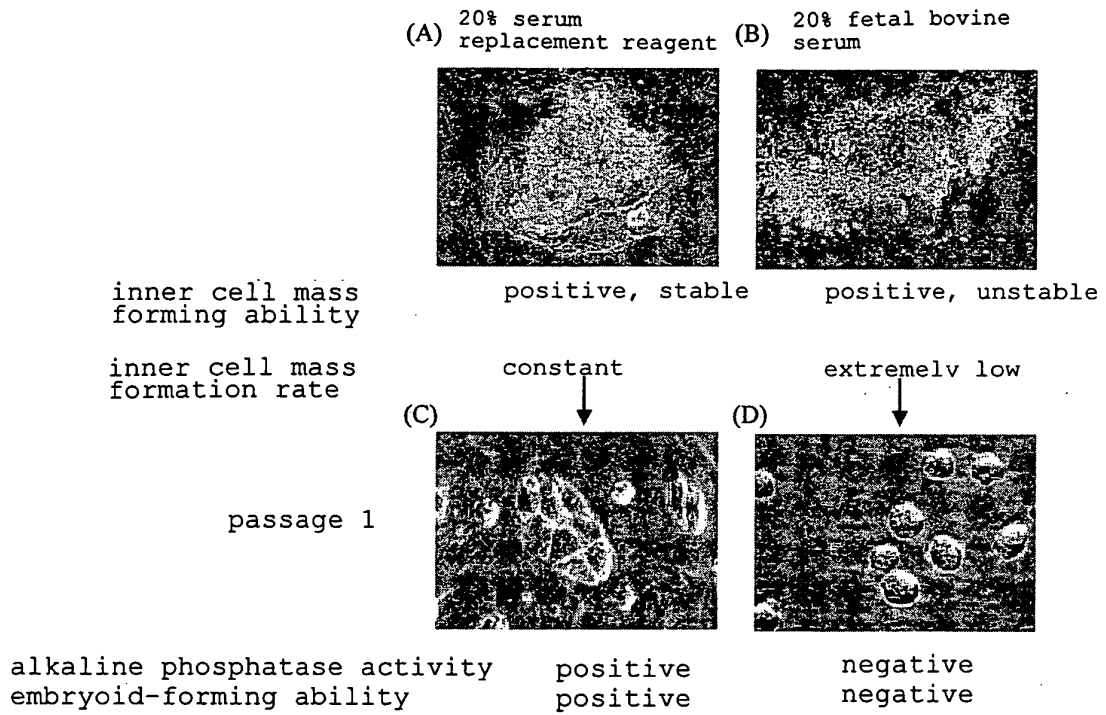 (A) 20% serum
replacement reagent
(B) 20% fetal bovine
serum
inner cell mass
forming ability
positive, stable
positive, unstable
inner cell mass
formation rate
constant
extremely low
(C)
(D)
passage 1
alkaline phosphatase activity positive negative
embryoid-forming ability positive negative